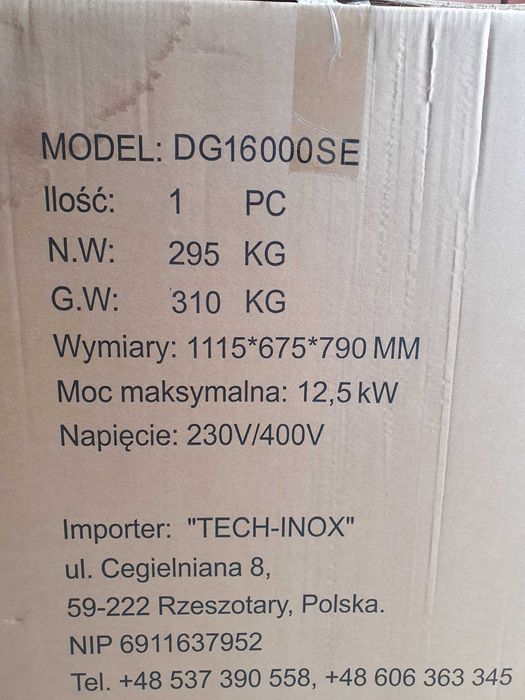 MODEL: DG16000SE
Ilość: 1 PC
N.W: 295 KG
G.W: 310 KG
Wymiary: 1115*675*790 MM
Moc maksymalna: 12,5 kW
Napięcie: 230V/400V
Importer: "TECH-INOX"
ul. Cegielniana 8,
59-222 Rzeszotary, Polska.
NIP 6911637952
Tel. +48 537 390 558, +48 606 363 345